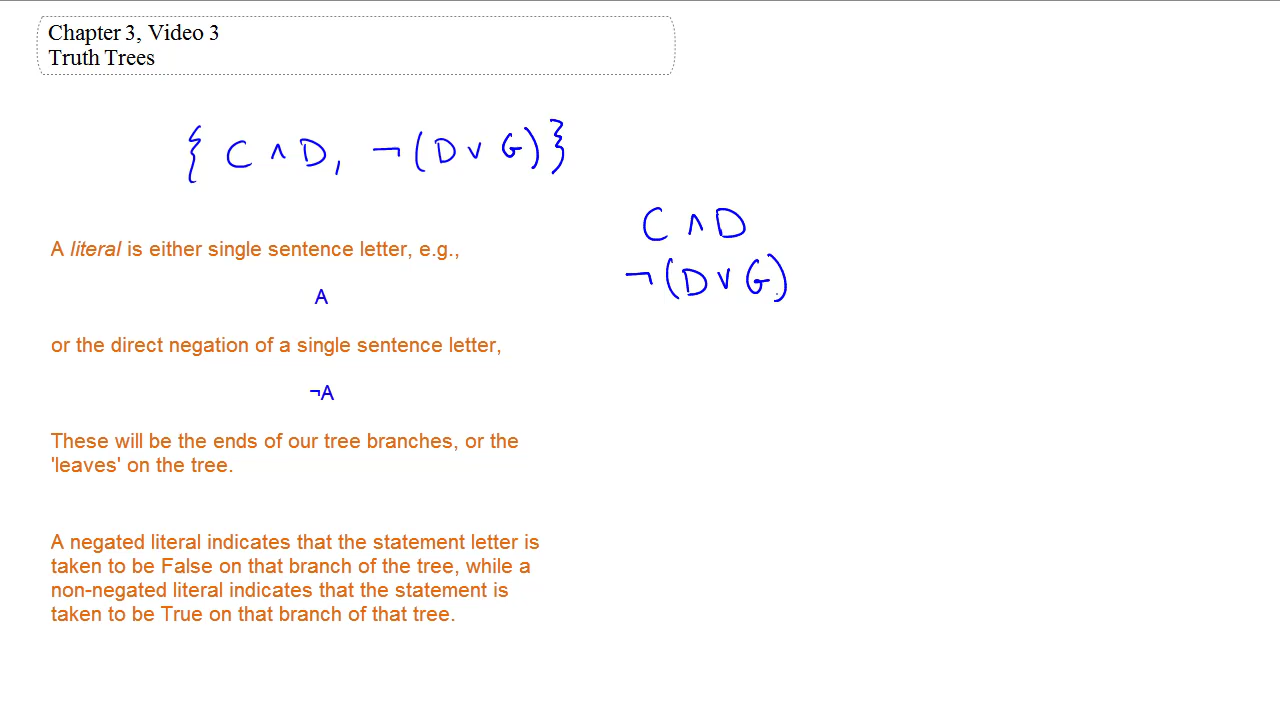 Chapter 3, Video 3
Truth Trees
{ C ∧ D, ¬(D ∨ G)}
C ∧ D
¬(D ∨ G)
A literal is either single sentence letter, e.g.,
A
or the direct negation of a single sentence letter,
¬A
These will be the ends of our tree branches, or the
'leaves' on the tree.
A negated literal indicates that the statement letter is
taken to be False on that branch of the tree, while a
non-negated literal indicates that the statement is
taken to be True on that branch of that tree.